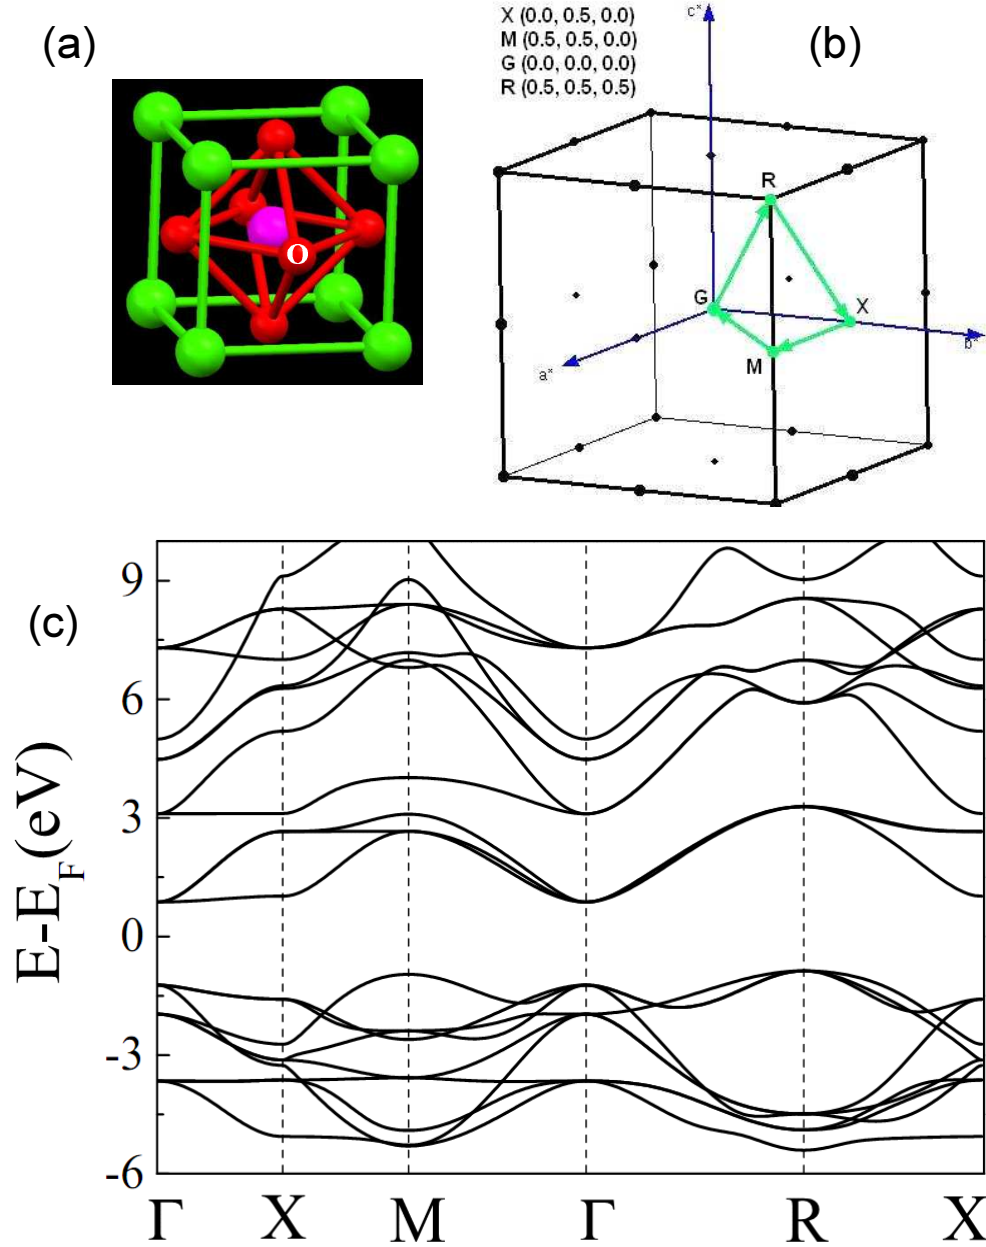 (a)
O
X (0.0, 0.5, 0.0)
M (0.5, 0.5, 0.0)
G (0.0, 0.0, 0.0)
R (0.5, 0.5, 0.5)
(b)
c*
R
G
X
M
a*
b*
(c)
E-E_F (eV)
9
6
3
0
-3
-6
Γ X M Γ R X